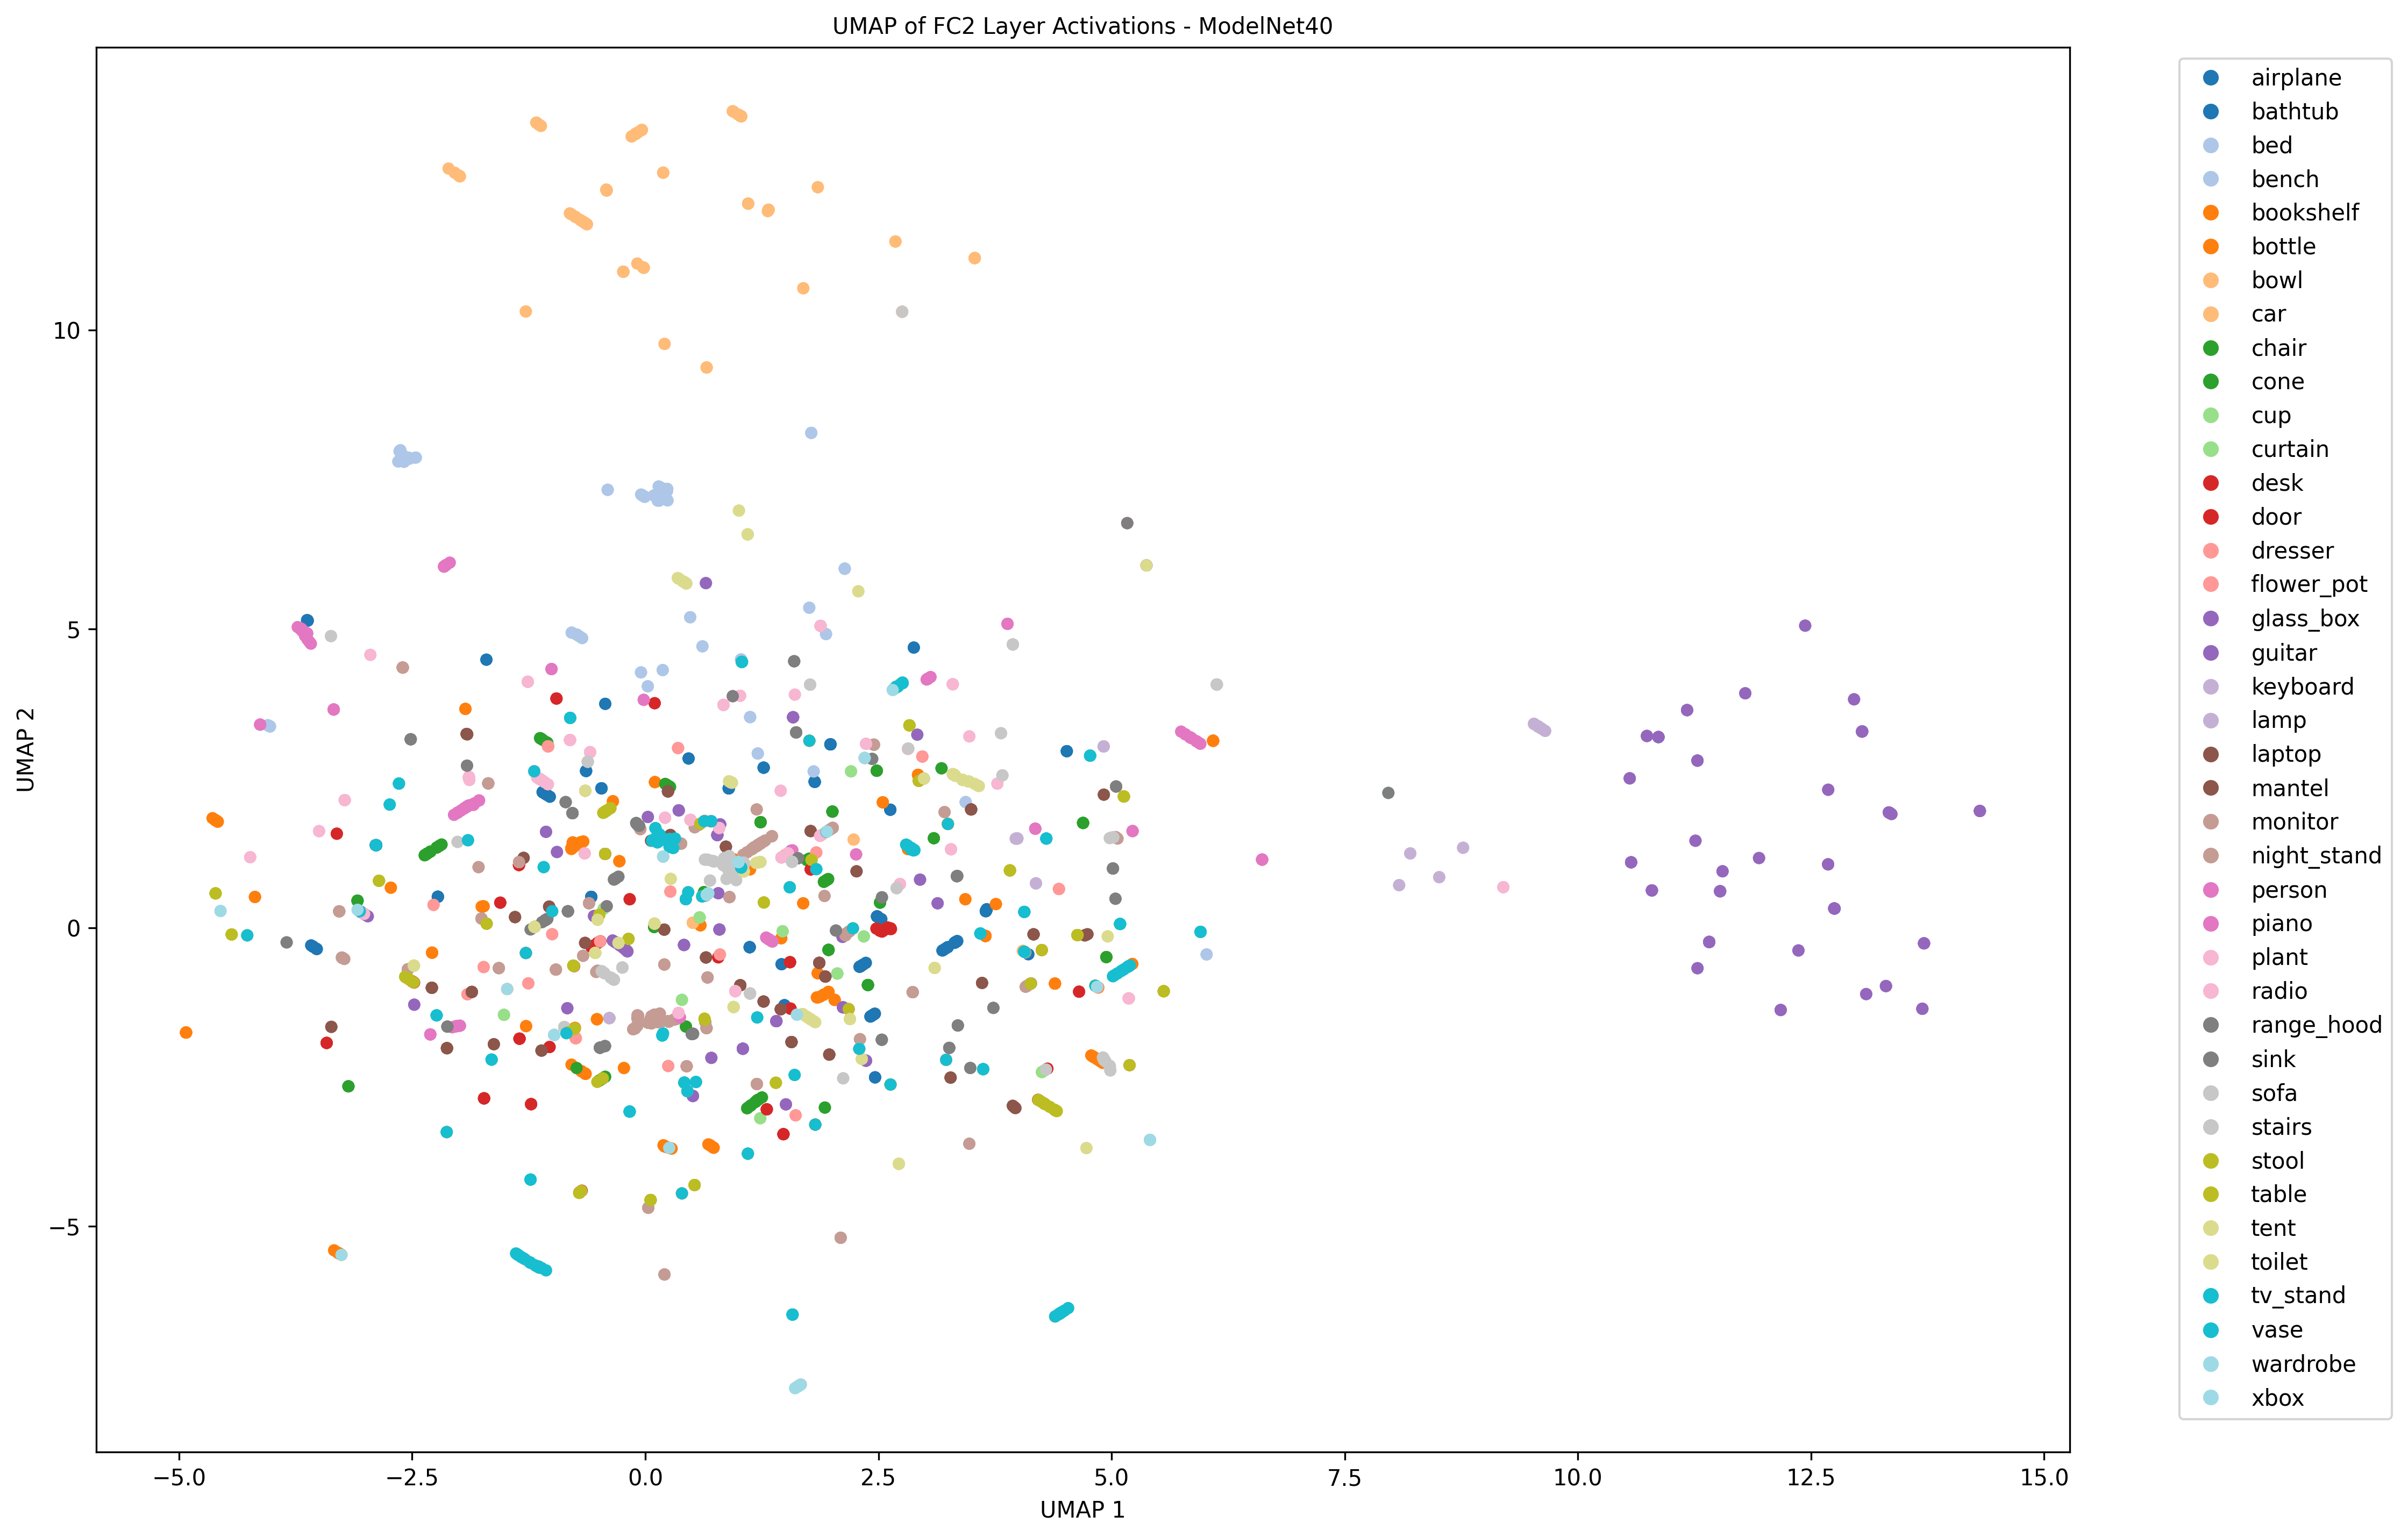 UMAP of FC2 Layer Activations - ModelNet40
UMAP 2
10
5
0
−5
−5.0 −2.5 0.0 2.5 5.0 7.5 10.0 12.5 15.0
UMAP 1
airplane
bathtub
bed
bench
bookshelf
bottle
bowl
car
chair
cone
cup
curtain
desk
door
dresser
flower_pot
glass_box
guitar
keyboard
lamp
laptop
mantel
monitor
night_stand
person
piano
plant
radio
range_hood
sink
sofa
stairs
stool
table
tent
toilet
tv_stand
vase
wardrobe
xbox